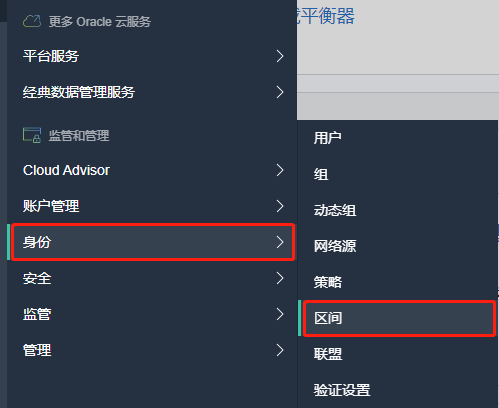 更多 Oracle 云服务
平台服务
经典数据管理服务
监管和管理
Cloud Advisor
账户管理
身份
安全
监管
管理
平衡器
用户
组
动态组
网络源
策略
区间
联盟
验证设置